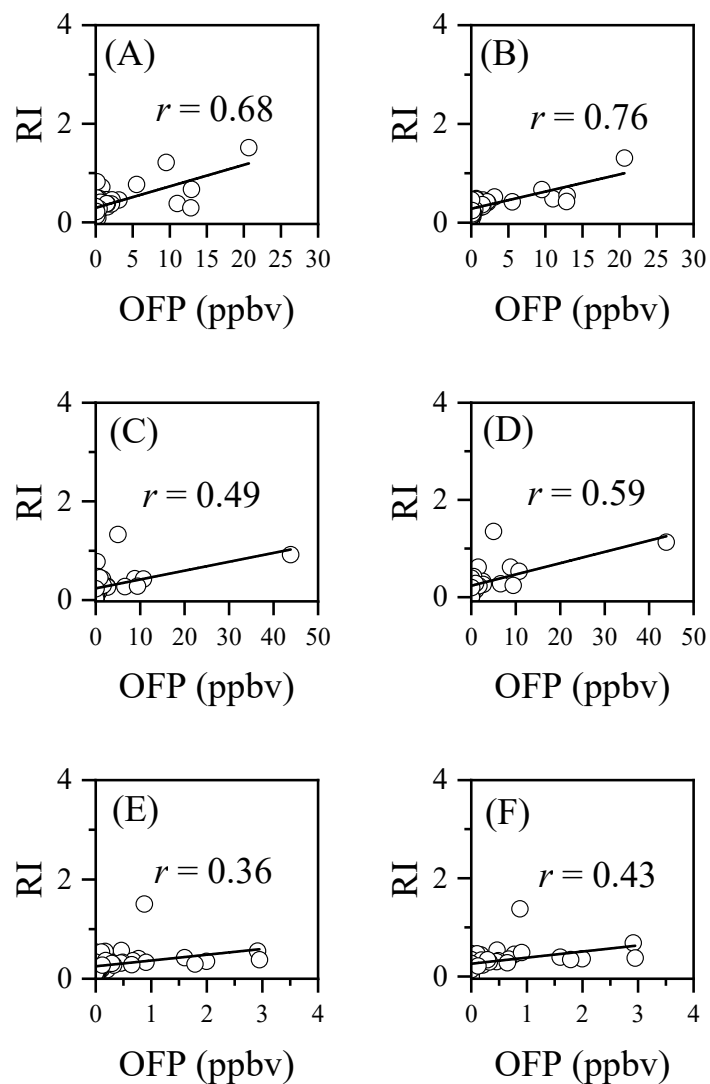 (A)
r = 0.68
RI
4
2
0
0 5 10 15 20 25 30
OFP (ppbv)
(B)
r = 0.76
RI
4
2
0
0 5 10 15 20 25 30
OFP (ppbv)
(C)
r = 0.49
RI
4
2
0
0 10 20 30 40 50
OFP (ppbv)
(D)
r = 0.59
RI
4
2
0
0 10 20 30 40 50
OFP (ppbv)
(E)
r = 0.36
RI
4
2
0
0 1 2 3 4
OFP (ppbv)
(F)
r = 0.43
RI
4
2
0
0 1 2 3 4
OFP (ppbv)